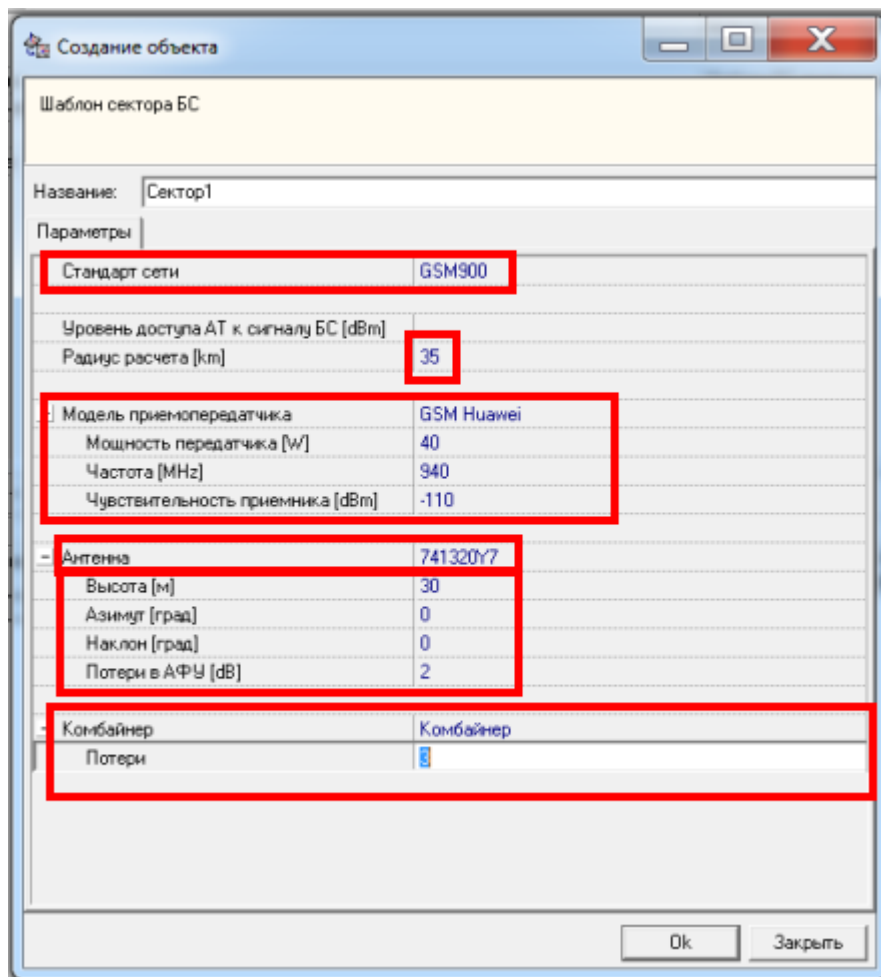 Создание объекта
Шаблон сектора БС
Название: Сектор1
Параметры
Стандарт сети GSM900
Уровень доступа АТ к сигналу БС [dBm]
Радиус расчета [km] 35
Модель приемопередатчика GSM Huawei
Мощность передатчика [W] 40
Частота [MHz] 940
Чувствительность приемника [dBm] -110
Антенна 741320Y7
Высота [м] 30
Азимут [град] 0
Наклон [град] 0
Потери в АФУ [dB] 2
Комбайнер Комбайнер
Потери 3
Ok Закрыть